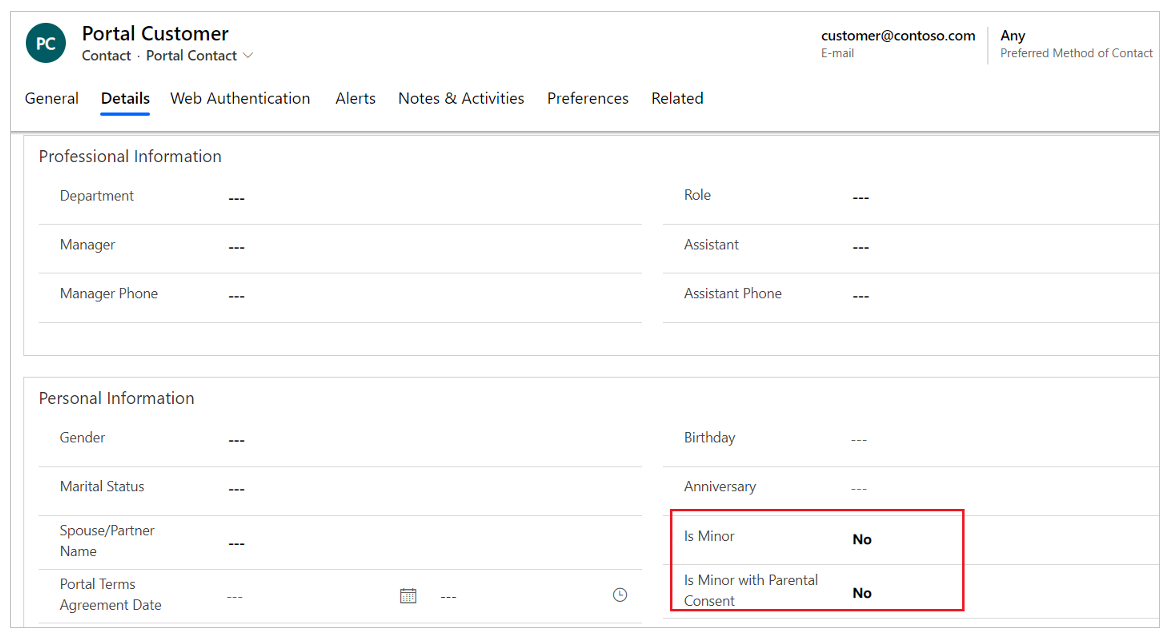 PC
Portal Customer
Contact · Portal Contact
customer@contoso.com
E-mail
Any
Preferred Method of Contact
General Details Web Authentication Alerts Notes & Activities Preferences Related
Professional Information
Department ---
Role ---
Manager ---
Assistant ---
Manager Phone ---
Assistant Phone ---
Personal Information
Gender ---
Birthday ---
Marital Status ---
Anniversary ---
Spouse/Partner
Name ---
Is Minor No
Portal Terms
Agreement Date --- ---
Is Minor with Parental
Consent No